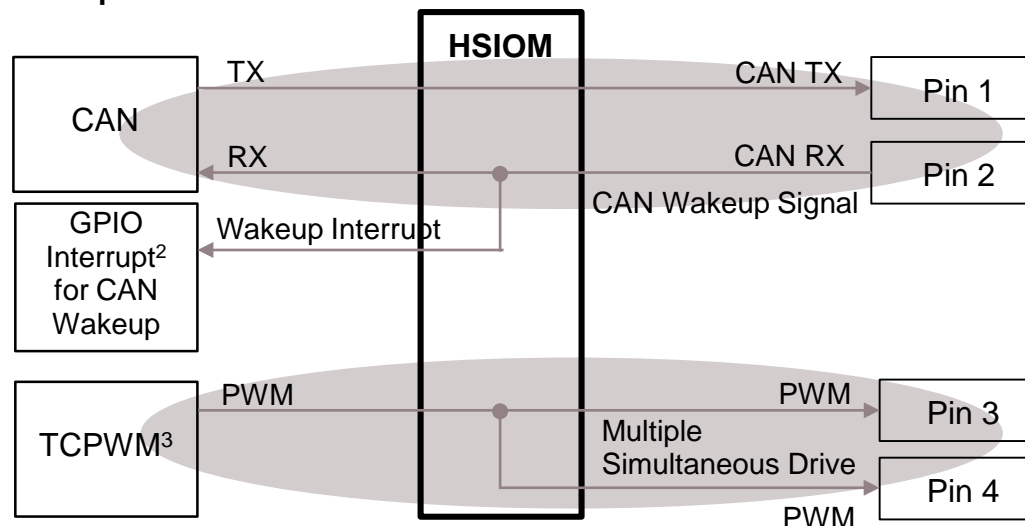 HSIOM
TX
CAN TX
Pin 1
CAN
RX
CAN RX
Pin 2
CAN Wakeup Signal
GPIO
Interrupt²
for CAN
Wakeup
Wakeup Interrupt
PWM
PWM
Pin 3
TCPWM³
Multiple
Simultaneous Drive
Pin 4
PWM